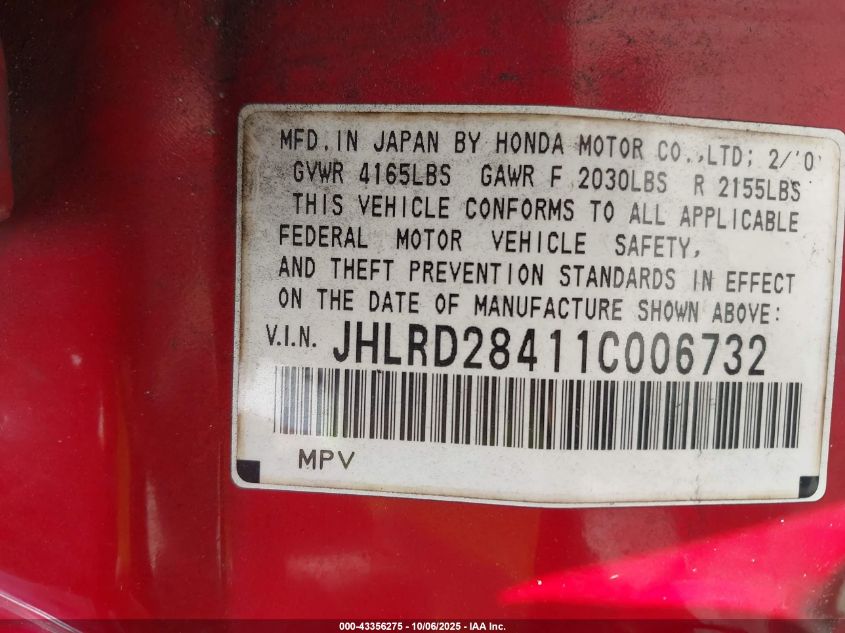 MFD. IN JAPAN BY HONDA MOTOR CO., LTD; 2/'0
GVWR 4165LBS GAWR F 2030LBS R 2155LBS
THIS VEHICLE CONFORMS TO ALL APPLICABLE
FEDERAL MOTOR VEHICLE SAFETY,
AND THEFT PREVENTION STANDARDS IN EFFECT
ON THE DATE OF MANUFACTURE SHOWN ABOVE:
V.I.N. JHLRD28411C006732
MPV
000-43356275 - 10/06/2025 - IAA Inc.